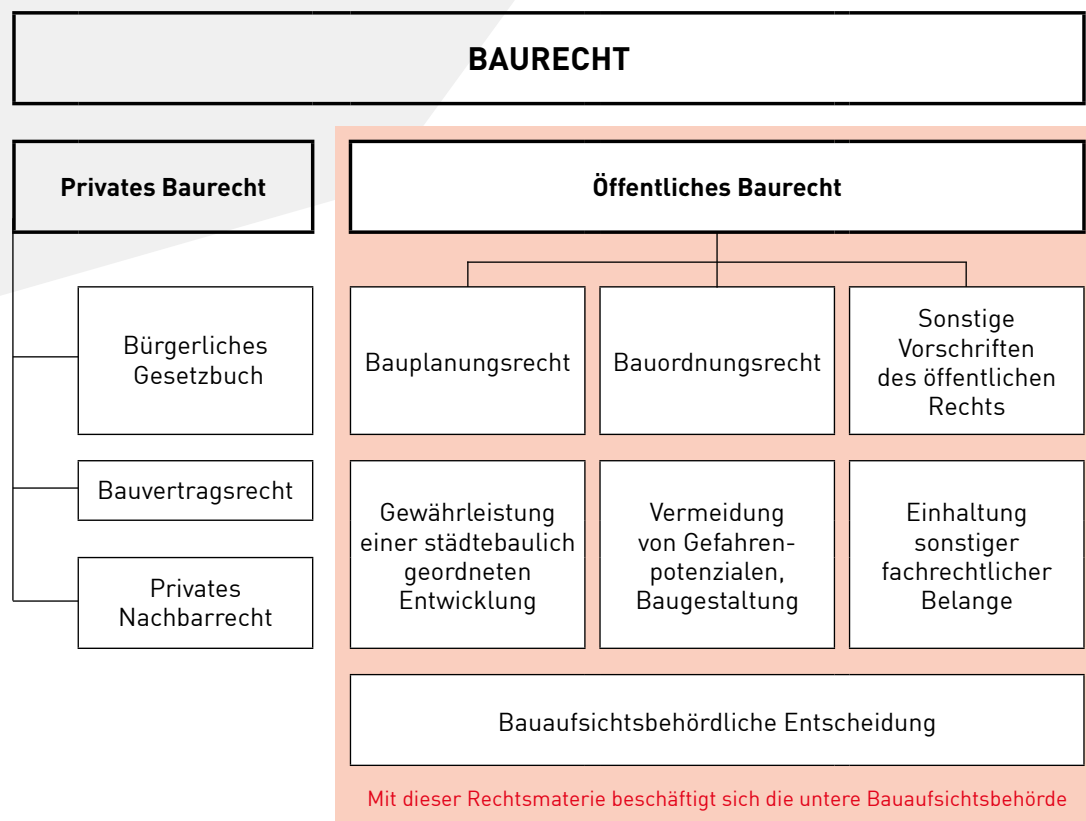 BAURECHT
Privates Baurecht
Öffentliches Baurecht
Bürgerliches
Gesetzbuch
Bauvertragsrecht
Privates
Nachbarrecht
Bauplanungsrecht
Bauordnungsrecht
Sonstige
Vorschriften
des öffentlichen
Rechts
Gewährleistung
einer städtebaulich
geordneten
Entwicklung
Vermeidung
von Gefahren-
potenzialen,
Baugestaltung
Einhaltung
sonstiger
fachrechtlicher
Belange
Bauaufsichtsbehördliche Entscheidung
Mit dieser Rechtsmaterie beschäftigt sich die untere Bauaufsichtsbehörde